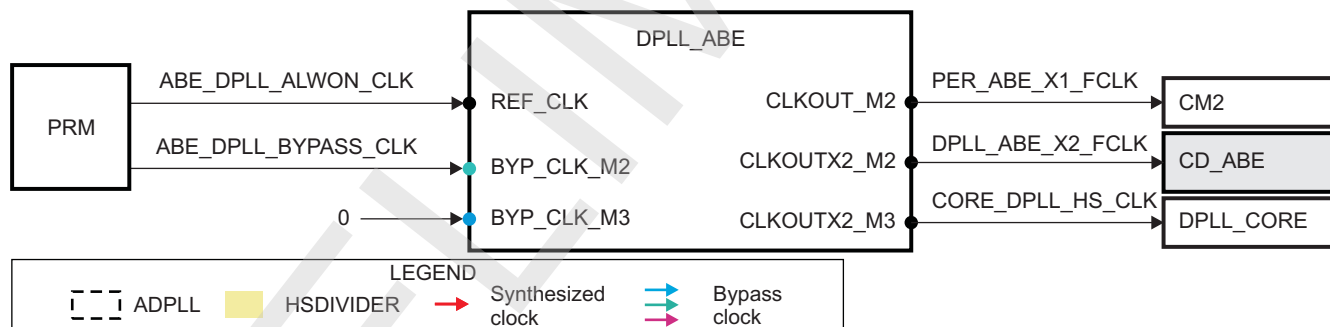 DPLL_ABE
PRM
ABE_DPLL_ALWON_CLK
ABE_DPLL_BYPASS_CLK
0
REF_CLK
BYP_CLK_M2
BYP_CLK_M3
CLKOUT_M2
CLKOUTX2_M2
CLKOUTX2_M3
PER_ABE_X1_FCLK
DPLL_ABE_X2_FCLK
CORE_DPLL_HS_CLK
CM2
CD_ABE
DPLL_CORE
LEGEND
ADPLL
HSDIVIDER
Synthesized
clock
Bypass
clock